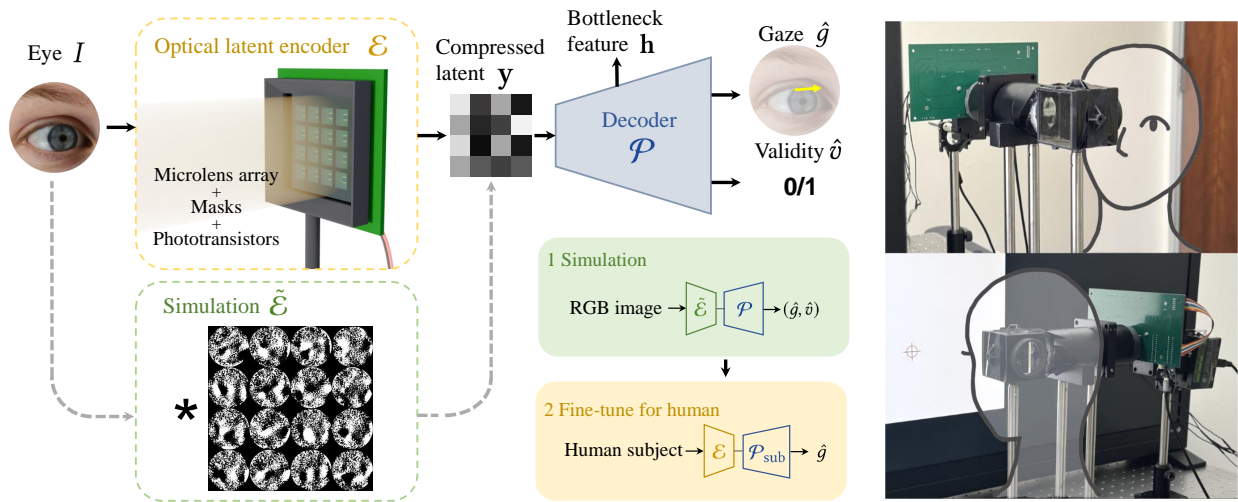 Eye I
Optical latent encoder ℰ
Microlens array
+
Masks
+
Phototransistors
Compressed
latent y
Bottleneck
feature h
Decoder
𝒫
Gaze ĝ
Validity v̂
0/1
Simulation ℰ̃
*
1 Simulation
RGB image
ℰ̃
𝒫
(ĝ, v̂)
2 Fine-tune for human
Human subject
ℰ
𝒫sub
ĝ